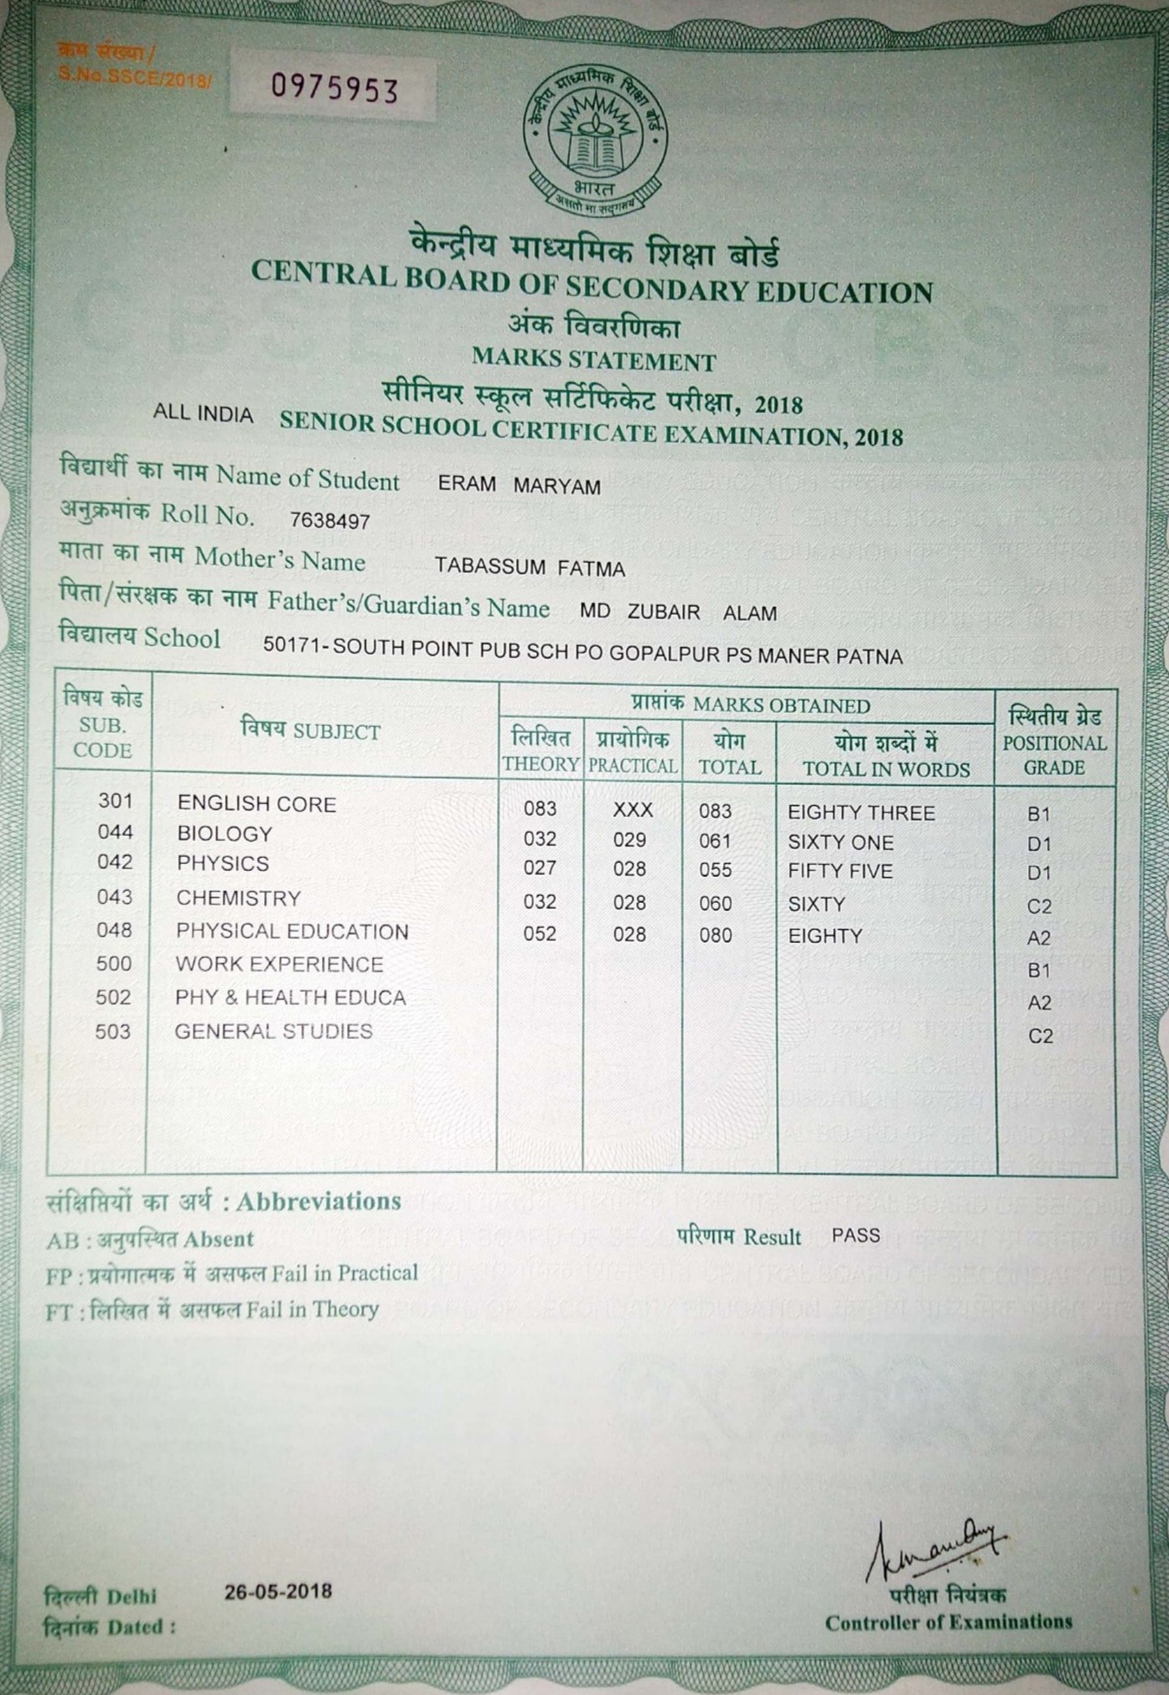 क्रम संख्या/
S.No.SSCE/2018/ 0975953
केन्द्रीय माध्यमिक शिक्षा बोर्ड
भारत
असतो मा सद्गमय
केन्द्रीय माध्यमिक शिक्षा बोर्ड
CENTRAL BOARD OF SECONDARY EDUCATION
अंक विवरणिका
MARKS STATEMENT
सीनियर स्कूल सर्टिफिकेट परीक्षा, 2018
ALL INDIA SENIOR SCHOOL CERTIFICATE EXAMINATION, 2018
विद्यार्थी का नाम Name of Student ERAM MARYAM
अनुक्रमांक Roll No. 7638497
माता का नाम Mother's Name TABASSUM FATMA
पिता/संरक्षक का नाम Father's/Guardian's Name MD ZUBAIR ALAM
विद्यालय School 50171-SOUTH POINT PUB SCH PO GOPALPUR PS MANER PATNA
विषय कोड SUB. CODE विषय SUBJECT प्राप्तांक MARKS OBTAINED स्थितीय ग्रेड POSITIONAL GRADE
लिखित THEORY प्रायोगिक PRACTICAL योग TOTAL योग शब्दों में TOTAL IN WORDS
301 ENGLISH CORE 083 XXX 083 EIGHTY THREE B1
044 BIOLOGY 032 029 061 SIXTY ONE D1
042 PHYSICS 027 028 055 FIFTY FIVE D1
043 CHEMISTRY 032 028 060 SIXTY C2
048 PHYSICAL EDUCATION 052 028 080 EIGHTY A2
500 WORK EXPERIENCE B1
502 PHY & HEALTH EDUCA A2
503 GENERAL STUDIES C2
संक्षिप्तियों का अर्थ : Abbreviations
AB : अनुपस्थित Absent परिणाम Result PASS
FP : प्रयोगात्मक में असफल Fail in Practical
FT : लिखित में असफल Fail in Theory
दिल्ली Delhi 26-05-2018
दिनांक Dated :
परीक्षा नियंत्रक
Controller of Examinations